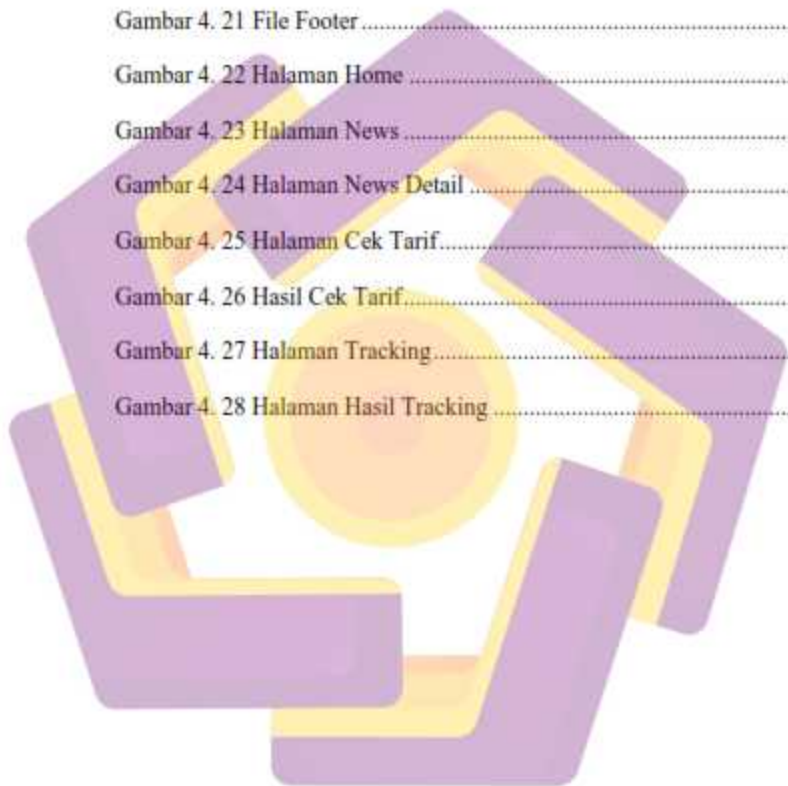 Gambar 4. 21 File Footer
Gambar 4. 22 Halaman Home
Gambar 4. 23 Halaman News
Gambar 4. 24 Halaman News Detail
Gambar 4. 25 Halaman Cek Tarif
Gambar 4. 26 Hasil Cek Tarif
Gambar 4. 27 Halaman Tracking
Gambar 4. 28 Halaman Hasil Tracking